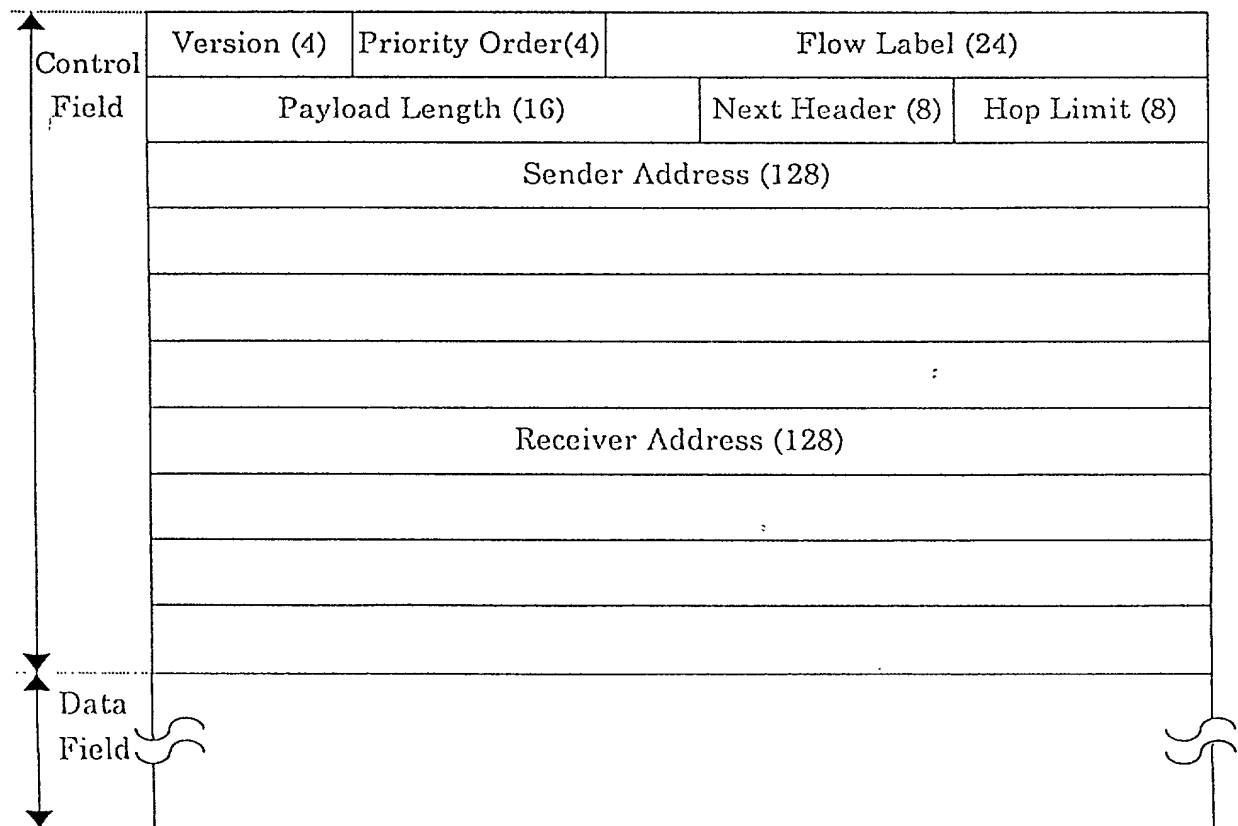 Version (4) Priority Order(4) Flow Label (24)
Control
Field
Payload Length (16) Next Header (8) Hop Limit (8)
Sender Address (128)
Receiver Address (128)
Data
Field